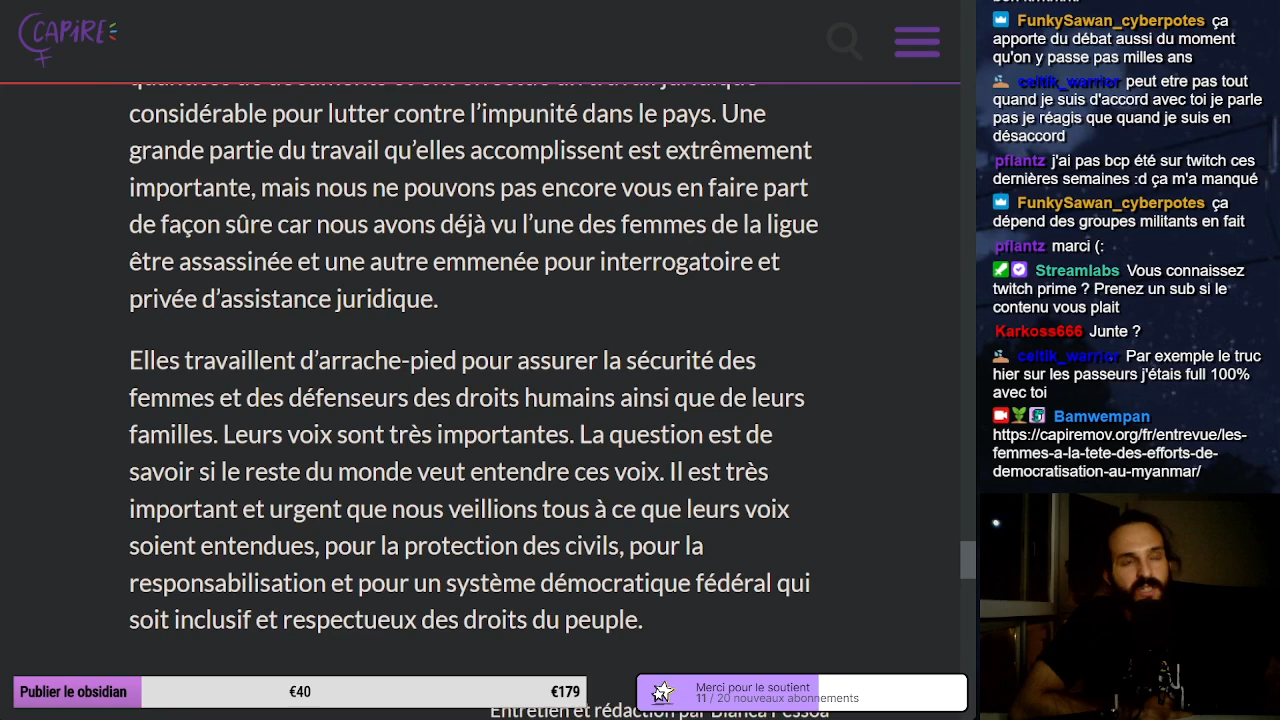 CAPIRE
considérable pour lutter contre l’impunité dans le pays. Une
grande partie du travail qu’elles accomplissent est extrêmement
importante, mais nous ne pouvons pas encore vous en faire part
de façon sûre car nous avons déjà vu l’une des femmes de la ligue
être assassinée et une autre emmenée pour interrogatoire et
privée d’assistance juridique.
Elles travaillent d’arrache-pied pour assurer la sécurité des
femmes et des défenseurs des droits humains ainsi que de leurs
familles. Leurs voix sont très importantes. La question est de
savoir si le reste du monde veut entendre ces voix. Il est très
important et urgent que nous veillions tous à ce que leurs voix
soient entendues, pour la protection des civils, pour la
responsabilisation et pour un système démocratique fédéral qui
soit inclusif et respectueux des droits du peuple.
Entretien et rédaction par Bianca Pessoa
Publier le obsidian €40 €179
Merci pour le soutient
11 / 20 nouveaux abonnements
FunkySawan_cyberpotes ça
apporte du débat aussi du moment
qu'on y passe pas milles ans
celtik_warrior peut etre pas tout
quand je suis d'accord avec toi je parle
pas je réagis que quand je suis en
désaccord
pflantz j'ai pas bcp été sur twitch ces
dernières semaines :d ça m'a manqué
FunkySawan_cyberpotes ça
dépend des groupes militants en fait
pflantz marci (:
Streamlabs Vous connaissez
twitch prime ? Prenez un sub si le
contenu vous plait
Karkoss666 Junte ?
celtik_warrior Par exemple le truc
hier sur les passeurs j'étais full 100%
avec toi
Bamwempan
https://capiremov.org/fr/entrevue/les-
femmes-a-la-tete-des-efforts-de-
democratisation-au-myanmar/